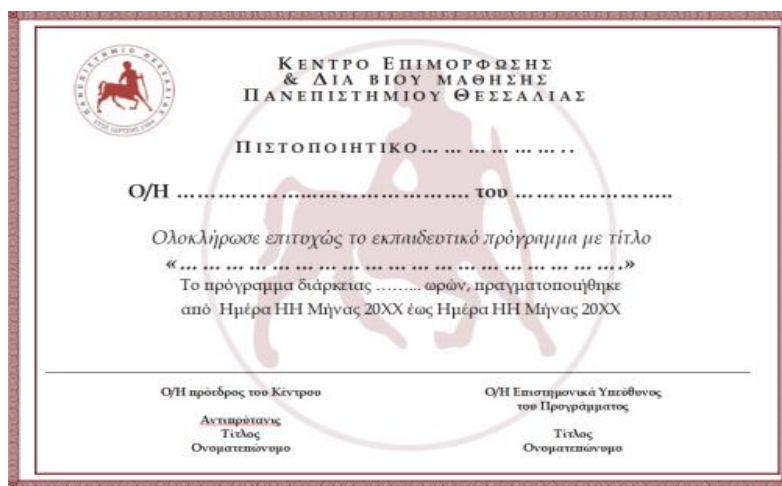 ΠΑΝΕΠΙΣΤΗΜΙΟ ΘΕΣΣΑΛΙΑΣ
ΚΕΝΤΡΟ ΕΠΙΜΟΡΦΩΣΗΣ
& ΔΙΑ ΒΙΟΥ ΜΑΘΗΣΗΣ
ΠΑΝΕΠΙΣΤΗΜΙΟΥ ΘΕΣΣΑΛΙΑΣ
ΠΙΣΤΟΠΟΙΗΤΙΚΟ… … … … … … . .
Ο/Η …………………………………… του …………………..
Ολοκλήρωσε επιτυχώς το εκπαιδευτικό πρόγραμμα με τίτλο
«… … … … … … … … … … … … … … … … … … … .»
Το πρόγραμμα διάρκειας ……... ωρών, πραγματοποιήθηκε
από Ημέρα ΗΗ Μήνας 20ΧΧ έως Ημέρα ΗΗ Μήνας 20ΧΧ
Ο/Η πρόεδρος του Κέντρου
Αντιπρύτανις
Τίτλος
Ονοματεπώνυμο
Ο/Η Επιστημονικά Υπεύθυνος
του Προγράμματος
Τίτλος
Ονοματεπώνυμο